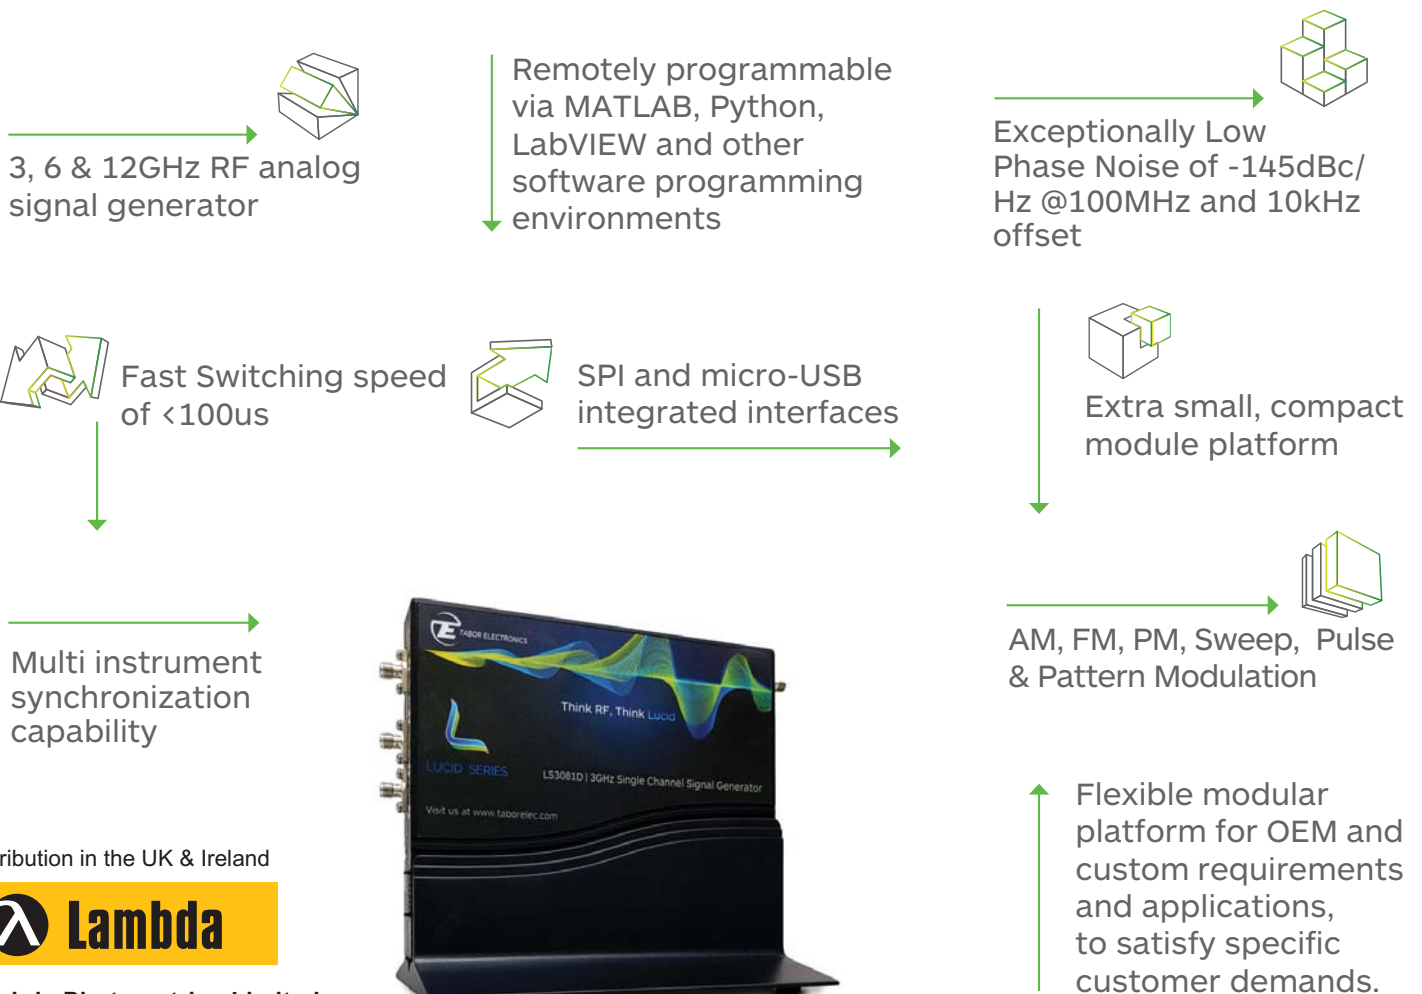 3, 6 & 12GHz RF analog
signal generator
Remotely programmable
via MATLAB, Python,
LabVIEW and other
software programming
environments
Exceptionally Low
Phase Noise of -145dBc/
Hz @100MHz and 10kHz
offset
Fast Switching speed
of <100us
SPI and micro-USB
integrated interfaces
Extra small, compact
module platform
Multi instrument
synchronization
capability
AM, FM, PM, Sweep, Pulse
& Pattern Modulation
TABOR ELECTRONICS
Think RF, Think Lucid
LUCID SERIES
LS3081D | 3GHz Single Channel Signal Generator
Visit us at www.taborelec.com
Flexible modular
platform for OEM and
custom requirements
and applications,
to satisfy specific
customer demands.
ribution in the UK & Ireland
λ Lambda